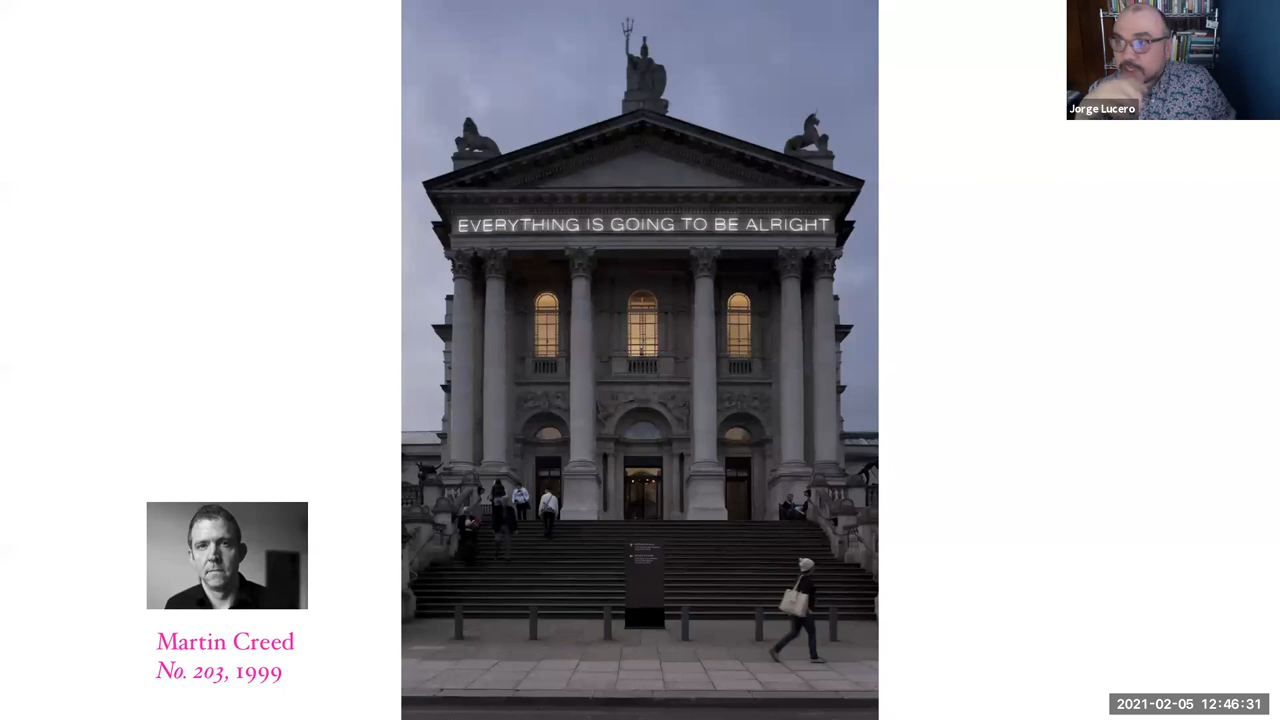 Jorge Lucero
EVERYTHING IS GOING TO BE ALRIGHT
Martin Creed
No. 203, 1999
2021-02-05 12:46:31